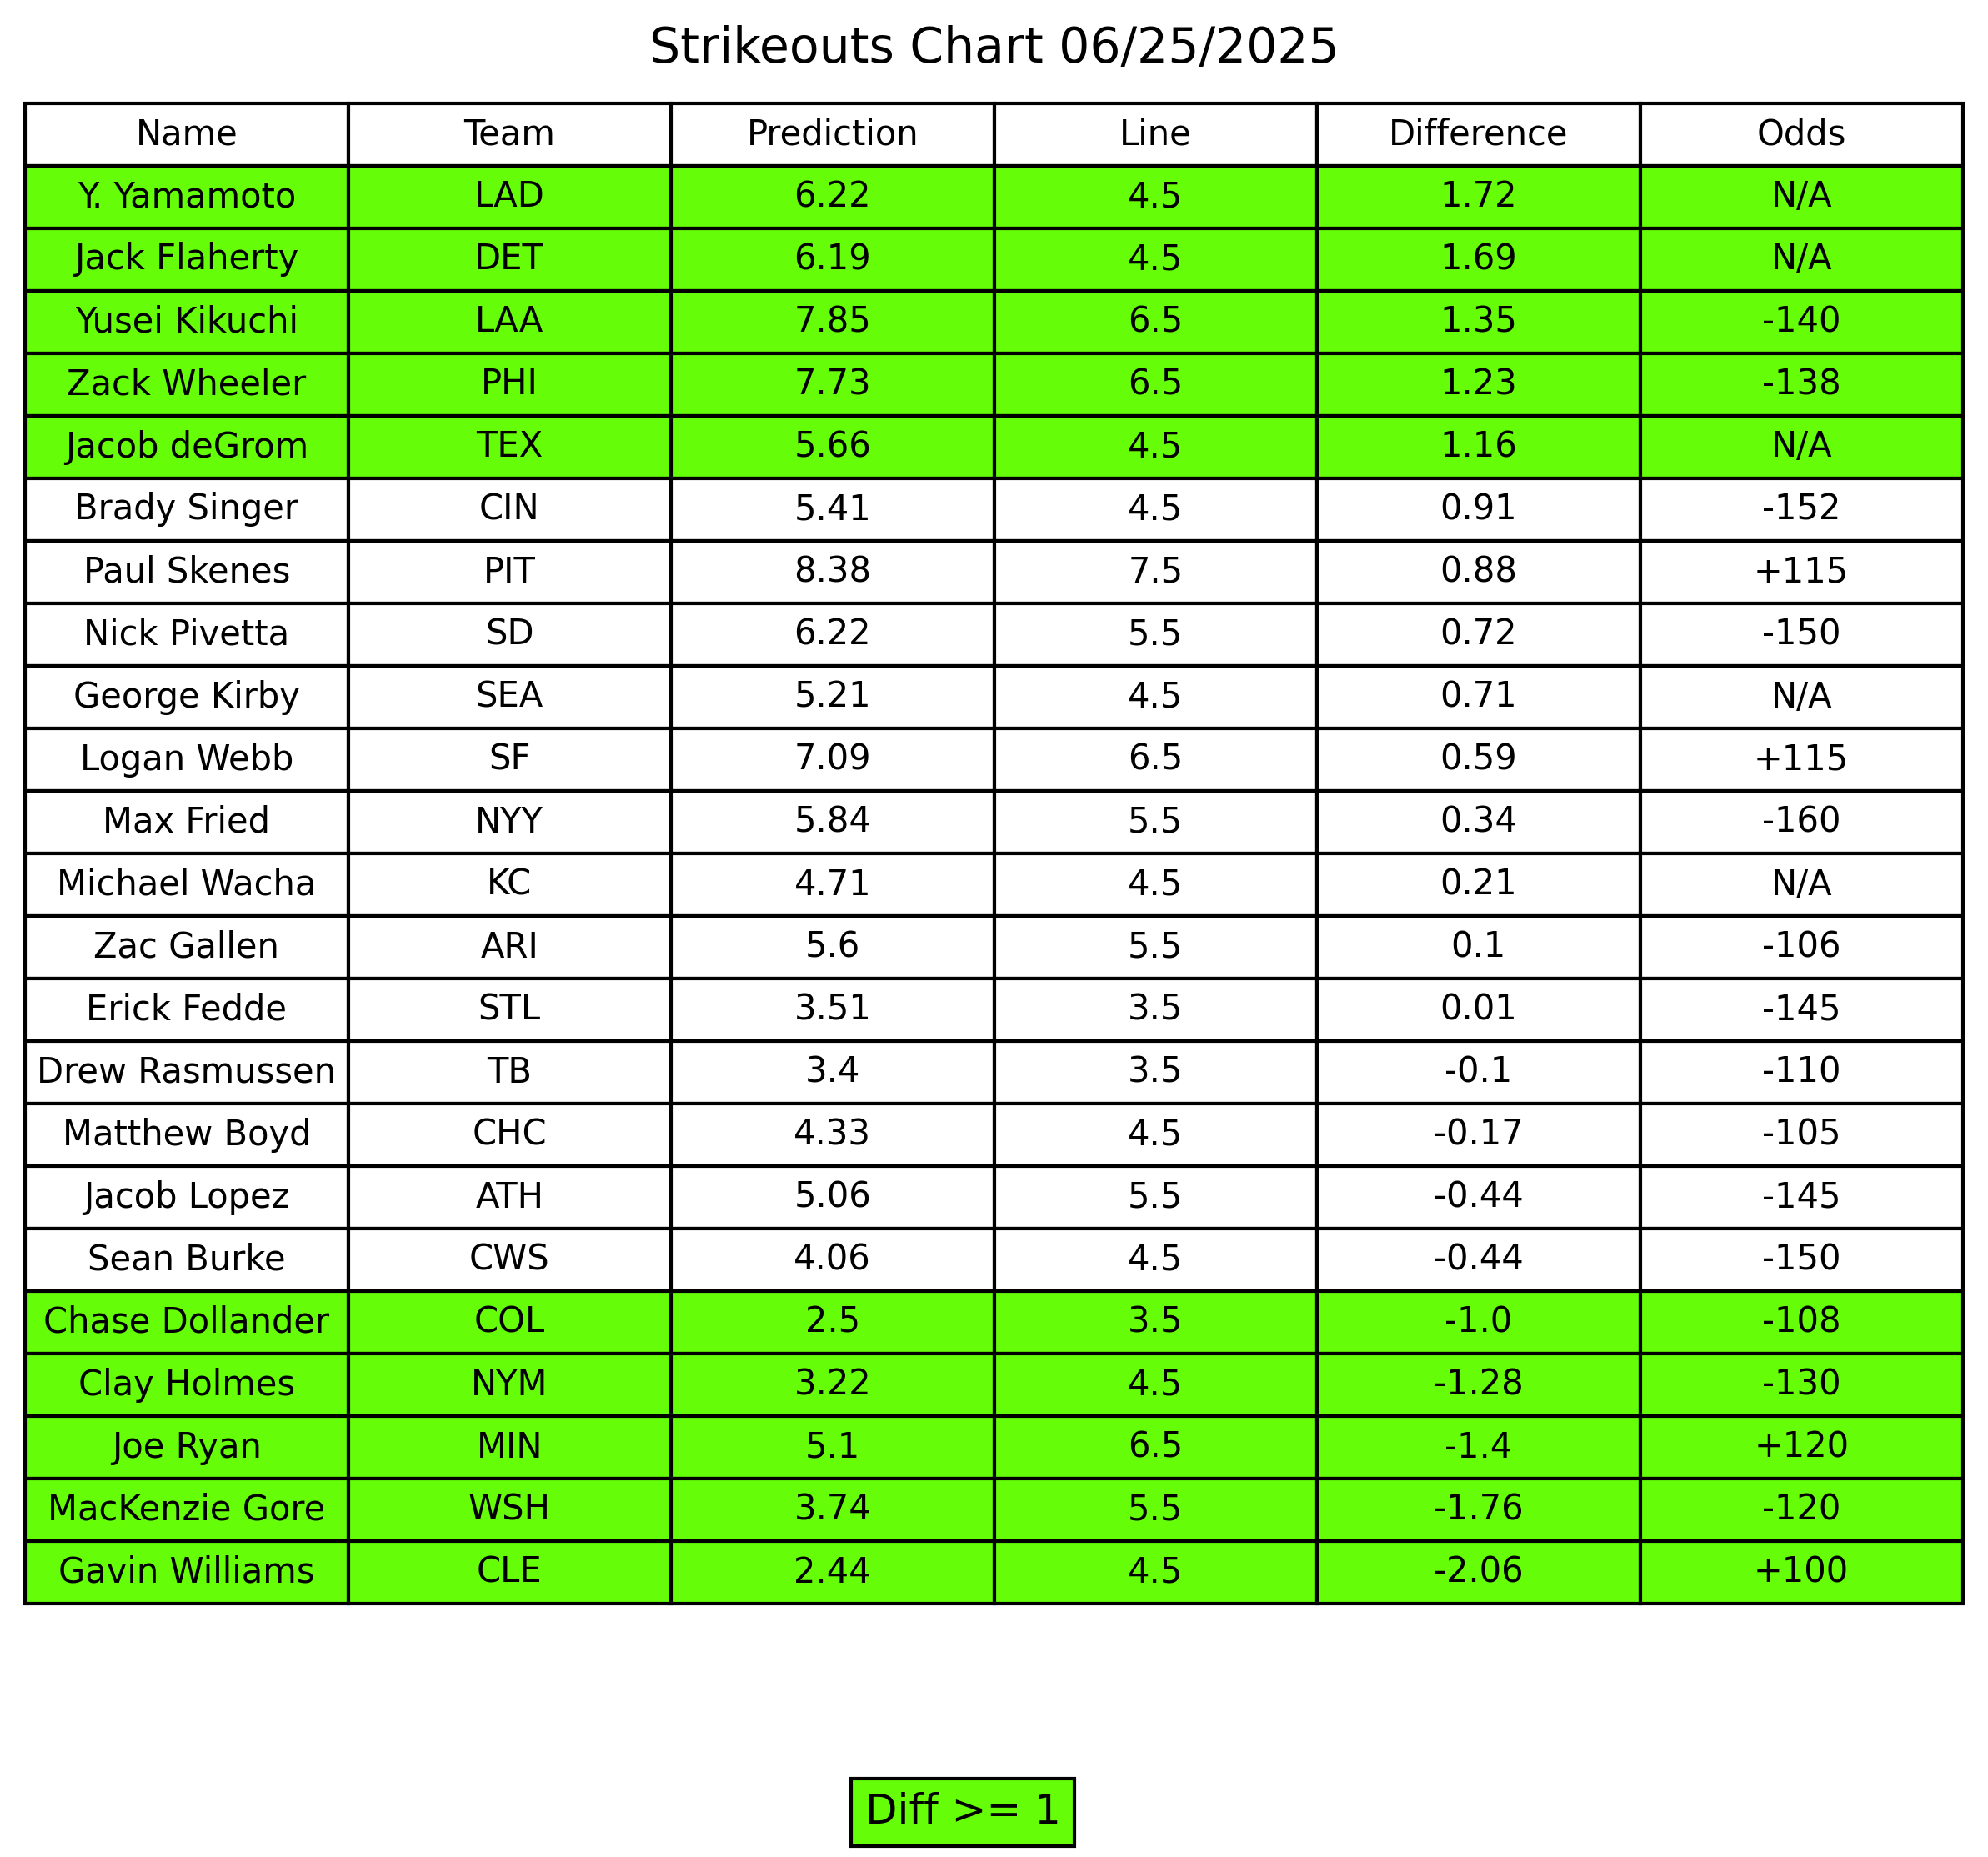 Strikeouts Chart 06/25/2025
Name Team Prediction Line Difference Odds
Y. Yamamoto LAD 6.22 4.5 1.72 N/A
Jack Flaherty DET 6.19 4.5 1.69 N/A
Yusei Kikuchi LAA 7.85 6.5 1.35 -140
Zack Wheeler PHI 7.73 6.5 1.23 -138
Jacob deGrom TEX 5.66 4.5 1.16 N/A
Brady Singer CIN 5.41 4.5 0.91 -152
Paul Skenes PIT 8.38 7.5 0.88 +115
Nick Pivetta SD 6.22 5.5 0.72 -150
George Kirby SEA 5.21 4.5 0.71 N/A
Logan Webb SF 7.09 6.5 0.59 +115
Max Fried NYY 5.84 5.5 0.34 -160
Michael Wacha KC 4.71 4.5 0.21 N/A
Zac Gallen ARI 5.6 5.5 0.1 -106
Erick Fedde STL 3.51 3.5 0.01 -145
Drew Rasmussen TB 3.4 3.5 -0.1 -110
Matthew Boyd CHC 4.33 4.5 -0.17 -105
Jacob Lopez ATH 5.06 5.5 -0.44 -145
Sean Burke CWS 4.06 4.5 -0.44 -150
Chase Dollander COL 2.5 3.5 -1.0 -108
Clay Holmes NYM 3.22 4.5 -1.28 -130
Joe Ryan MIN 5.1 6.5 -1.4 +120
MacKenzie Gore WSH 3.74 5.5 -1.76 -120
Gavin Williams CLE 2.44 4.5 -2.06 +100
Diff >= 1